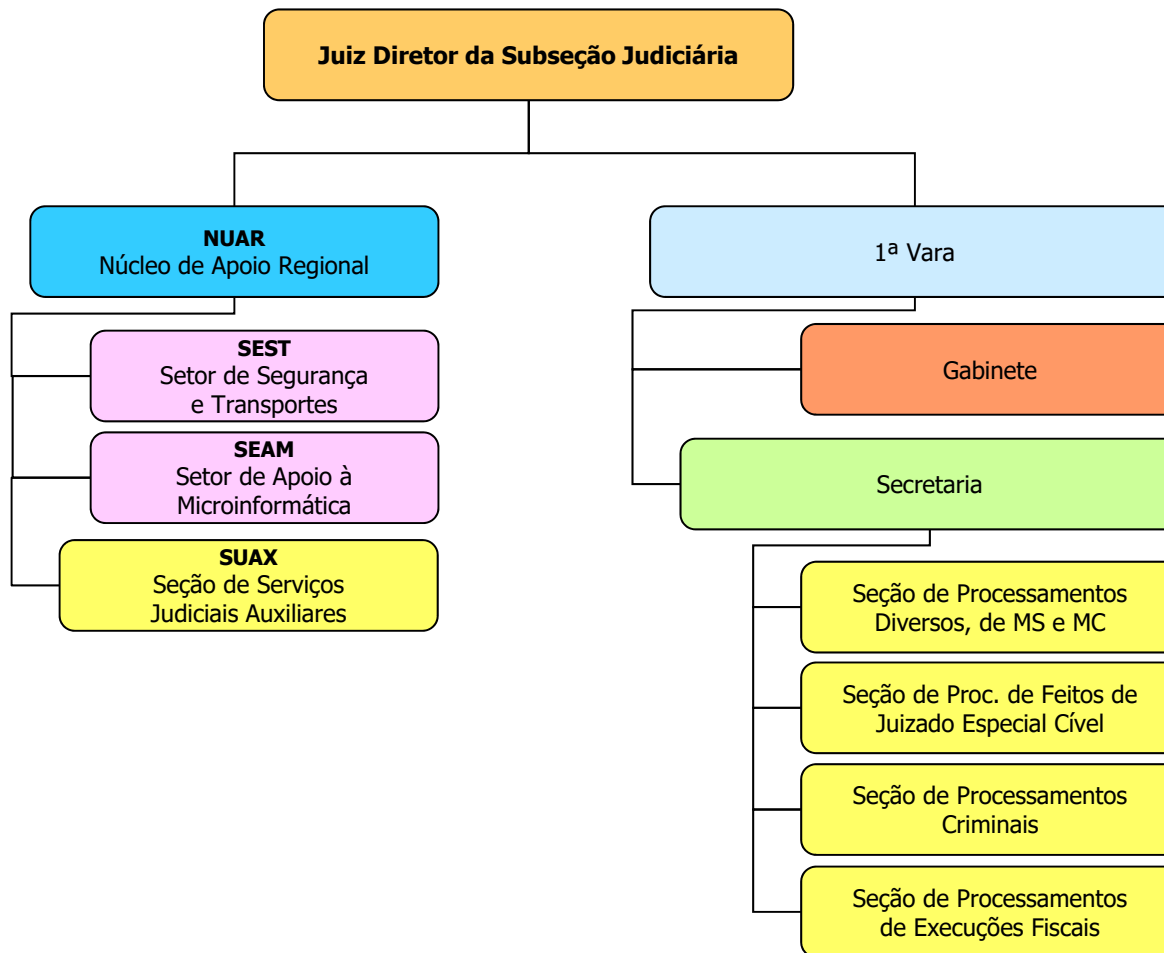 Juiz Diretor da Subseção Judiciária
NUAR
Núcleo de Apoio Regional
SEST
Setor de Segurança
e Transportes
SEAM
Setor de Apoio à
Microinformática
SUAX
Seção de Serviços
Judiciais Auxiliares
1ª Vara
Gabinete
Secretaria
Seção de Processamentos
Diversos, de MS e MC
Seção de Proc. de Feitos de
Juizado Especial Cível
Seção de Processamentos
Criminais
Seção de Processamentos
de Execuções Fiscais